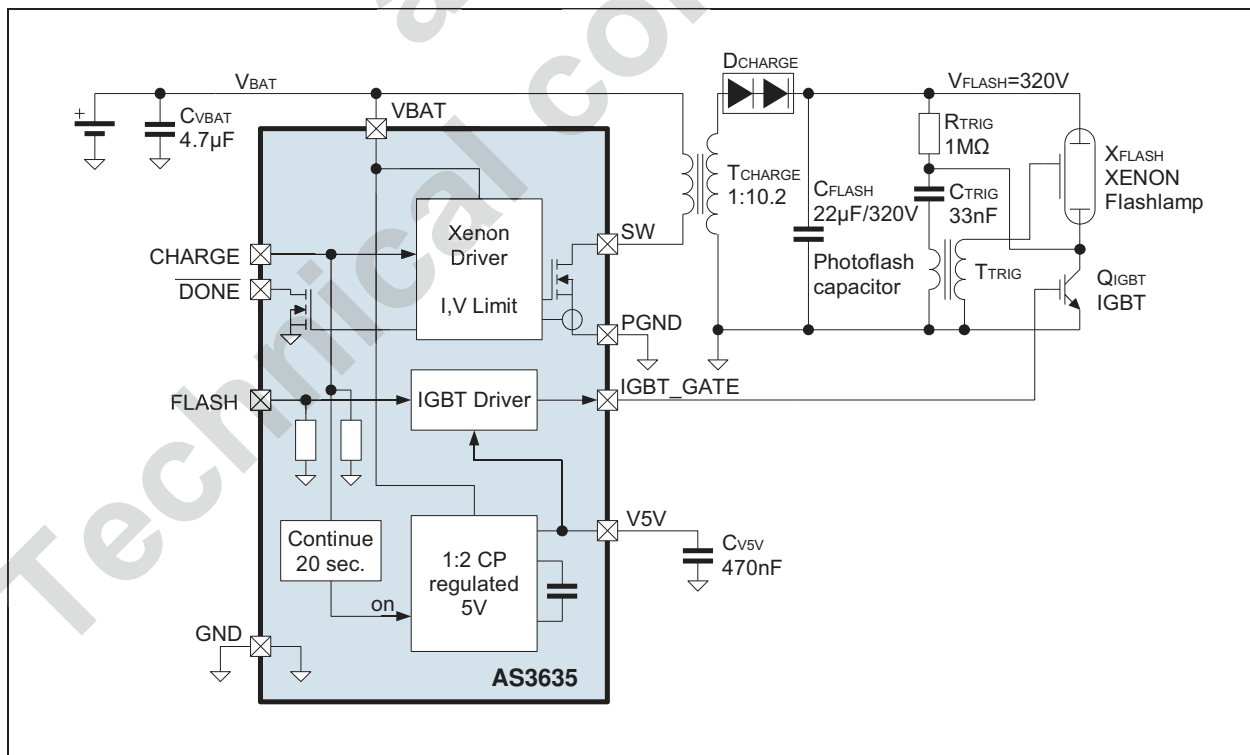 DCHARGE
VBAT
VFLASH=320V
+
CVBAT
4.7µF
VBAT
RTRIG
1MΩ
XFLASH
XENON
Flashlamp
TCHARGE
1:10.2
CFLASH
22µF/320V
CTRIG
33nF
Xenon
Driver
SW
CHARGE
DONE
I,V Limit
Photoflash
capacitor
TTRIG
QIGBT
IGBT
PGND
FLASH
IGBT Driver
IGBT_GATE
V5V
Continue
20 sec.
1:2 CP
regulated
5V
CV5V
470nF
on
GND
AS3635
Technical con
a